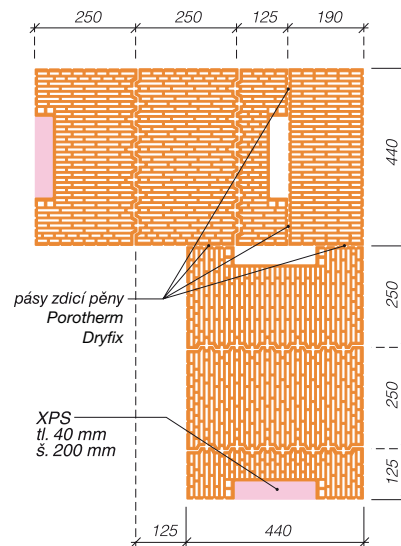 250 250 125 190
440
250
250
125
pásy zdicí pěny
Porotherm
Dryfix
XPS
tl. 40 mm
š. 200 mm
125 440